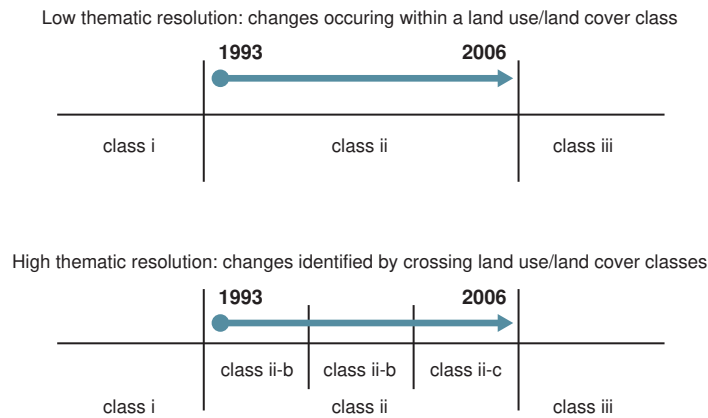 Low thematic resolution: changes occuring within a land use/land cover class
1993 2006
class i class ii class iii
High thematic resolution: changes identified by crossing land use/land cover classes
1993 2006
class ii-b class ii-b class ii-c
class i class ii class iii